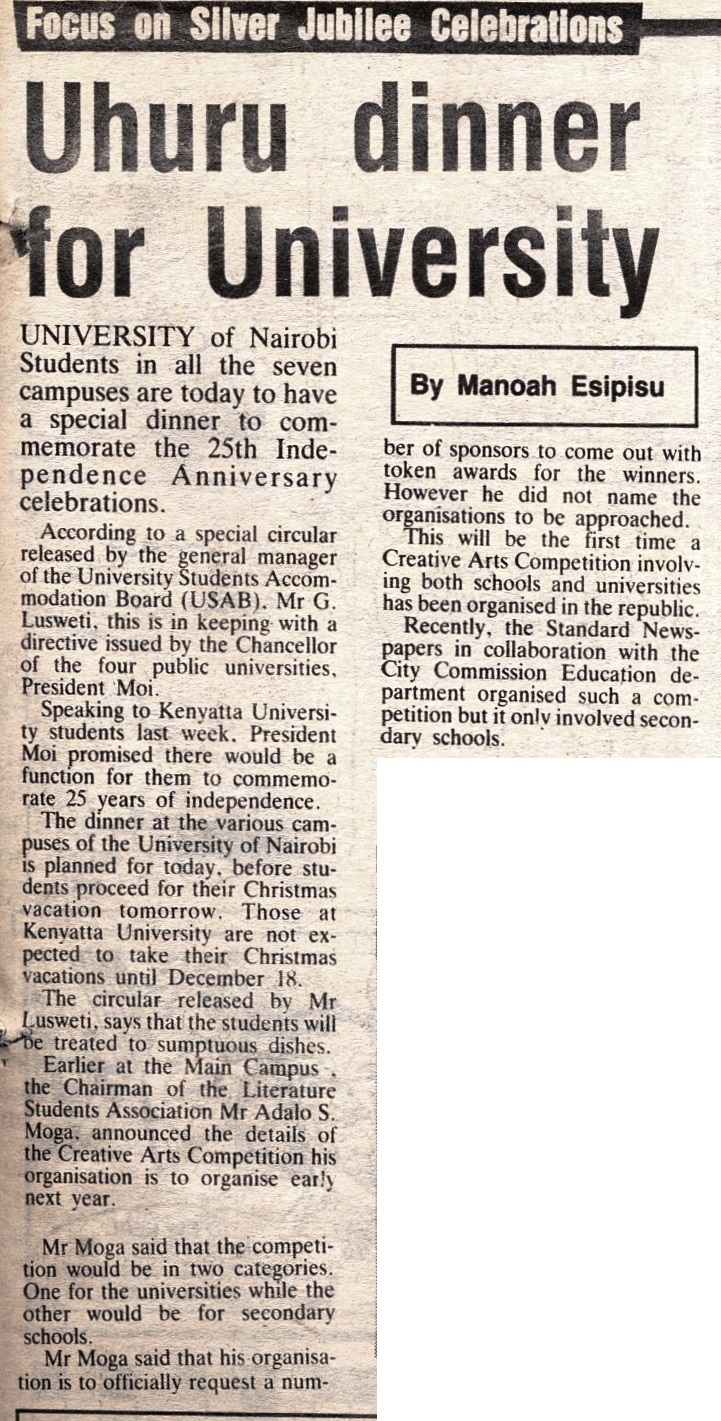 Focus on Silver Jubilee Celebrations
Uhuru dinner
for University
UNIVERSITY of Nairobi
Students in all the seven
campuses are today to have
a special dinner to com-
memorate the 25th Inde-
pendence Anniversary
celebrations.
According to a special circular
released by the general manager
of the University Students Accom-
modation Board (USAB), Mr G.
Lusweti, this is in keeping with a
directive issued by the Chancellor
of the four public universities,
President Moi.
Speaking to Kenyatta Universi-
ty students last week, President
Moi promised there would be a
function for them to commemo-
rate 25 years of independence.
The dinner at the various cam-
puses of the University of Nairobi
is planned for today, before stu-
dents proceed for their Christmas
vacation tomorrow. Those at
Kenyatta University are not ex-
pected to take their Christmas
vacations until December 18.
The circular released by Mr
Lusweti, says that the students will
be treated to sumptuous dishes.
Earlier at the Main Campus,
the Chairman of the Literature
Students Association Mr Adalo S.
Moga, announced the details of
the Creative Arts Competition his
organisation is to organise early
next year.
Mr Moga said that the competi-
tion would be in two categories.
One for the universities while the
other would be for secondary
schools.
Mr Moga said that his organisa-
tion is to officially request a num-
By Manoah Esipisu
ber of sponsors to come out with
token awards for the winners.
However he did not name the
organisations to be approached.
This will be the first time a
Creative Arts Competition involv-
ing both schools and universities
has been organised in the republic.
Recently, the Standard News-
papers in collaboration with the
City Commission Education de-
partment organised such a com-
petition but it only involved secon-
dary schools.